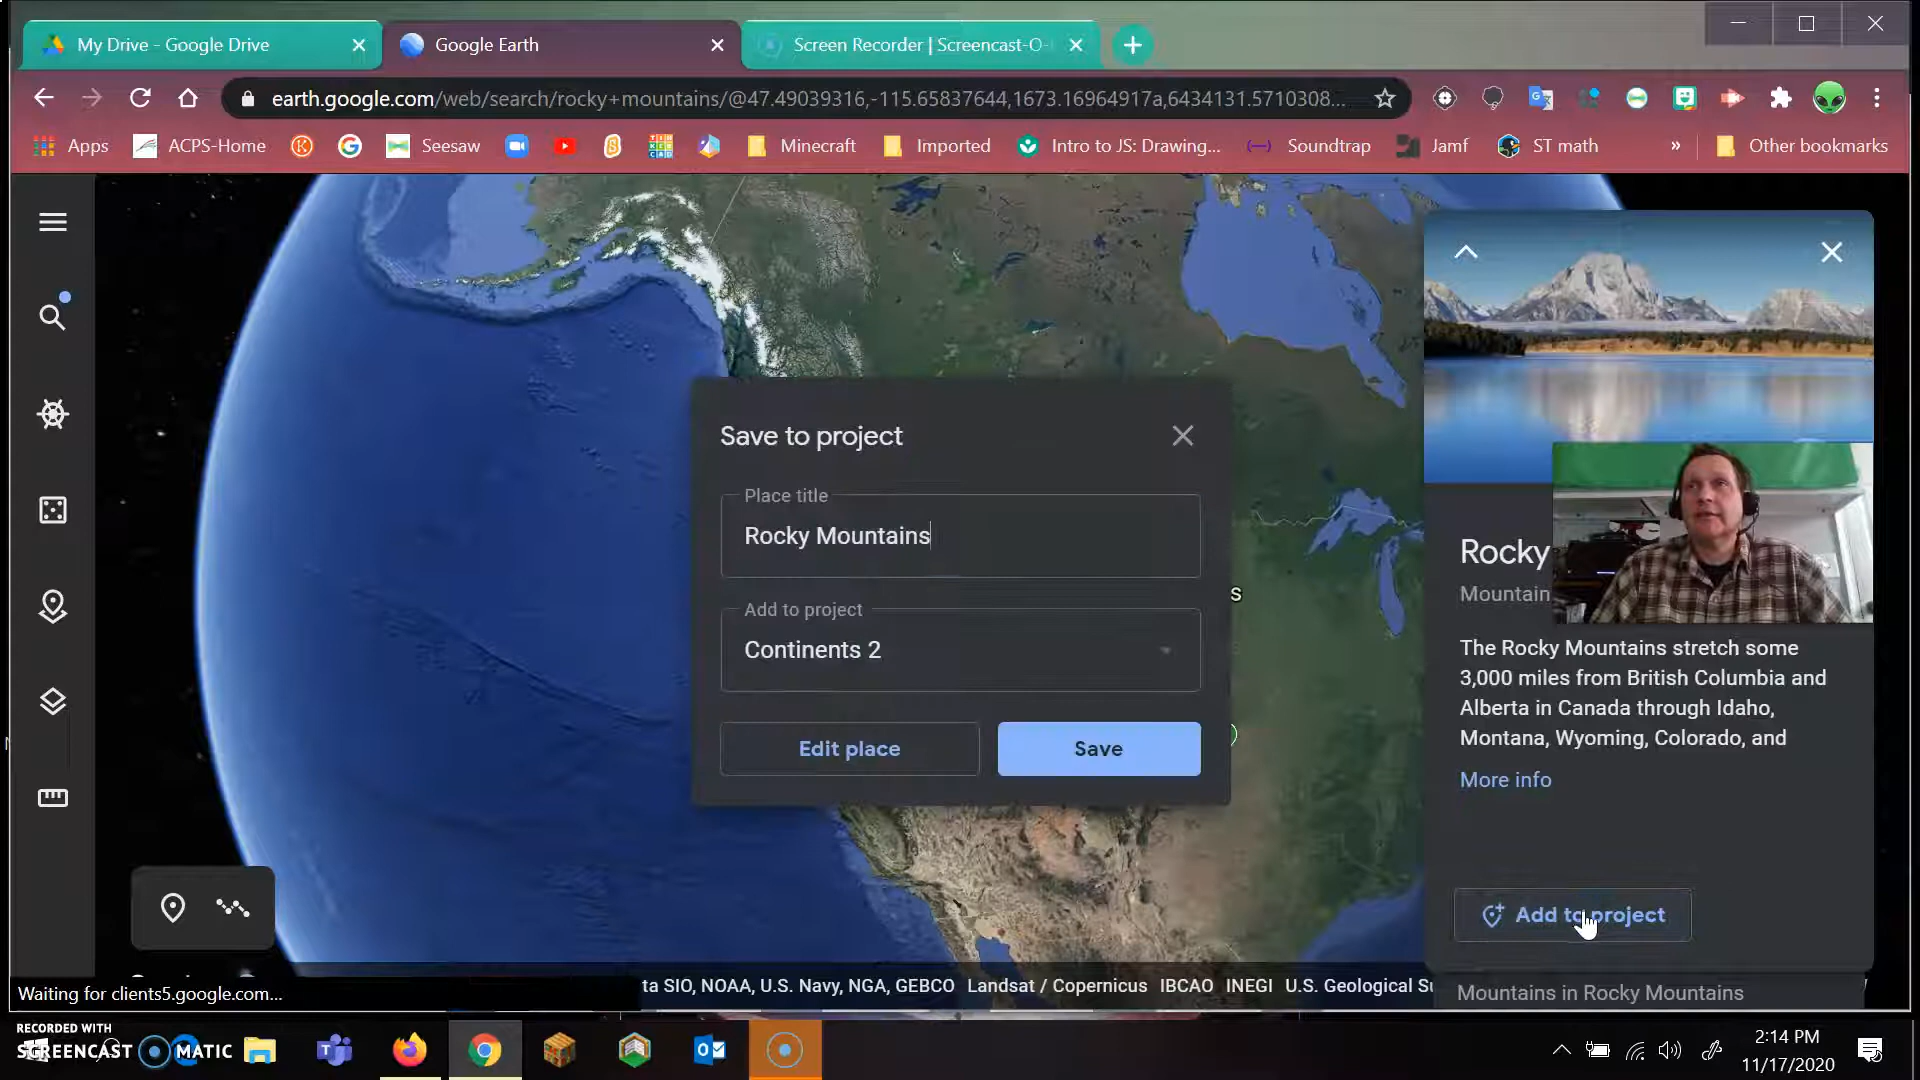 My Drive - Google Drive
Google Earth
Screen Recorder | Screencast-O-
earth.google.com/web/search/rocky+mountains/@47.49039316,-115.65837644,1673.16964917a,6434131.5710308...
Apps
ACPS-Home
Seesaw
Minecraft
Imported
Intro to JS: Drawing...
Soundtrap
Jamf
ST math
»
Other bookmarks
Save to project
Place title
Rocky Mountains
Add to project
Continents 2
Edit place
Save
Rocky
Mountain
The Rocky Mountains stretch some
3,000 miles from British Columbia and
Alberta in Canada through Idaho,
Montana, Wyoming, Colorado, and
More info
Add to project
Mountains in Rocky Mountains
s
Waiting for clients5.google.com...
ta SIO, NOAA, U.S. Navy, NGA, GEBCO Landsat / Copernicus IBCAO INEGI U.S. Geological Su
RECORDED WITH
SCREENCAST MATIC
2:14 PM
11/17/2020